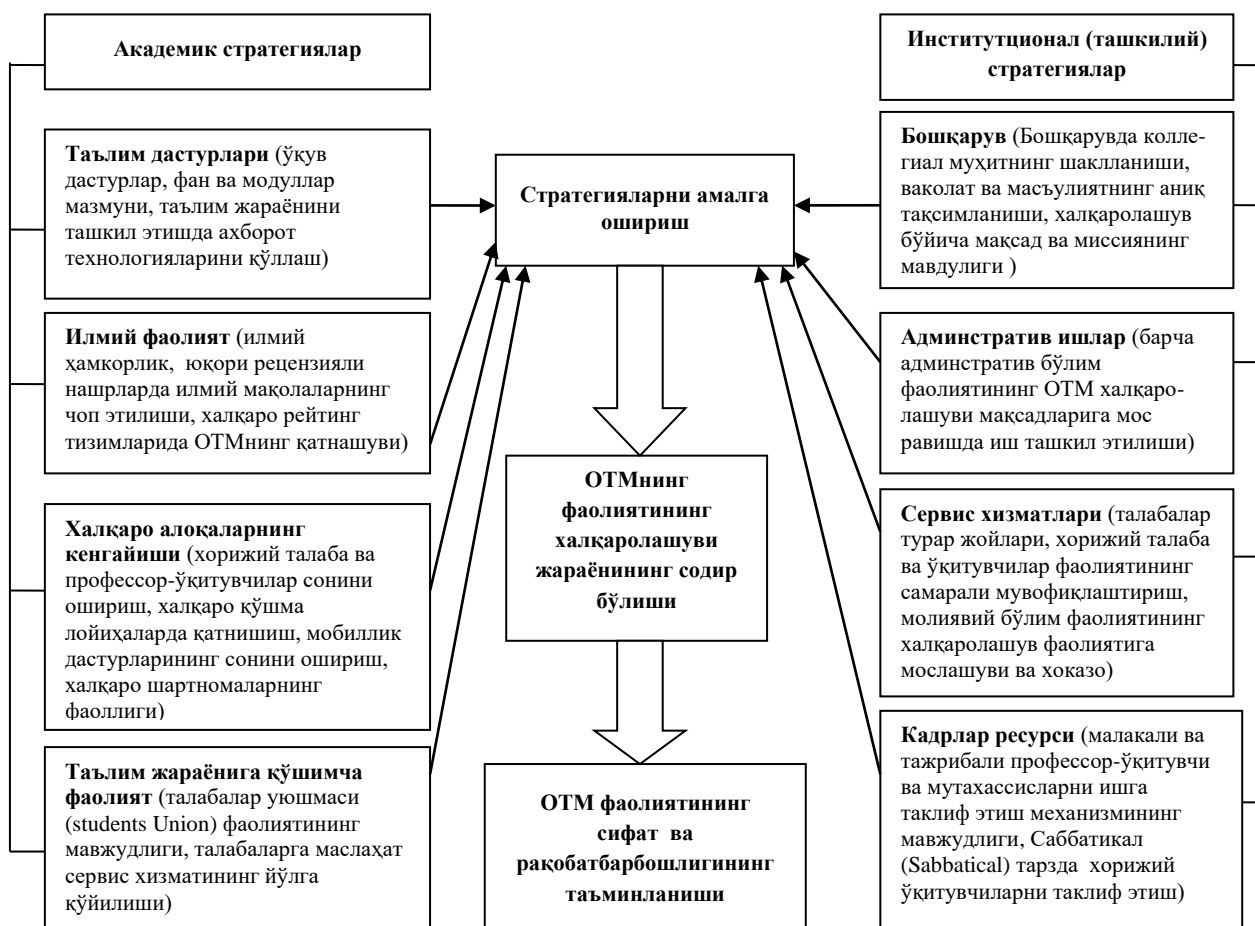 Академик стратегиялар
Таълим дастурлари (ўқув
дастурлар, фан ва модуллар
мазмуни, таълим жараёнини
ташкил этишда ахборот
технологияларини қўллаш)
Илмий фаолият (илмий
ҳамкорлик, юқори рецензияли
нашрларда илмий мақолаларнинг
чоп этилиши, халқаро рейтинг
тизимларида ОТМнинг қатнашуви)
Халқаро алоқаларнинг
кенгайиши (хорижий талаба ва
профессор-ўқитувчилар сонини
ошириш, халқаро қўшма
лойиҳаларда қатнишиш, мобиллик
дастурларининг сонини ошириш,
халқаро шартномаларнинг
фаоллиги)
Таълим жараёнига қўшимча
фаолият (талабалар уюшмаси
(students Union) фаолиятининг
мавжудлиги, талабаларга маслаҳат
сервис хизматининг йўлга
қўйилиши)
Стратегияларни амалга
ошириш
ОТМнинг
фаолиятининг
халқаролашуви
жараёнининг содир
бўлиши
ОТМ фаолиятининг
сифат ва
рақобатбарбошлигининг
таъминланиши
Институтционал (ташкилий)
стратегиялар
Бошқарув (Бошқарувда колле-
гиал муҳитнинг шаклланиши,
ваколат ва масъулиятнинг аниқ
тақсимланиши, халқаролашув
бўйича мақсад ва миссиянинг
мавдулиги )
Админстратив ишлар (барча
админстратив бўлим
фаолиятининг ОТМ халқаро-
лашуви мақсадларига мос
равишда иш ташкил этилиши)
Сервис хизматлари (талабалар
турар жойлари, хорижий талаба
ва ўқитувчилар фаолиятининг
самарали мувофиқлаштириш,
молиявий бўлим фаолиятининг
халқаролашув фаолиятига
мослашуви ва хоказо)
Кадрлар ресурси (малакали ва
тажрибали профессор-ўқитувчи
ва мутахассисларни ишга
таклиф этиш механизмининг
мавжудлиги, Саббатикал
(Sabbatical) тарзда хорижий
ўқитувчиларни таклиф этиш)